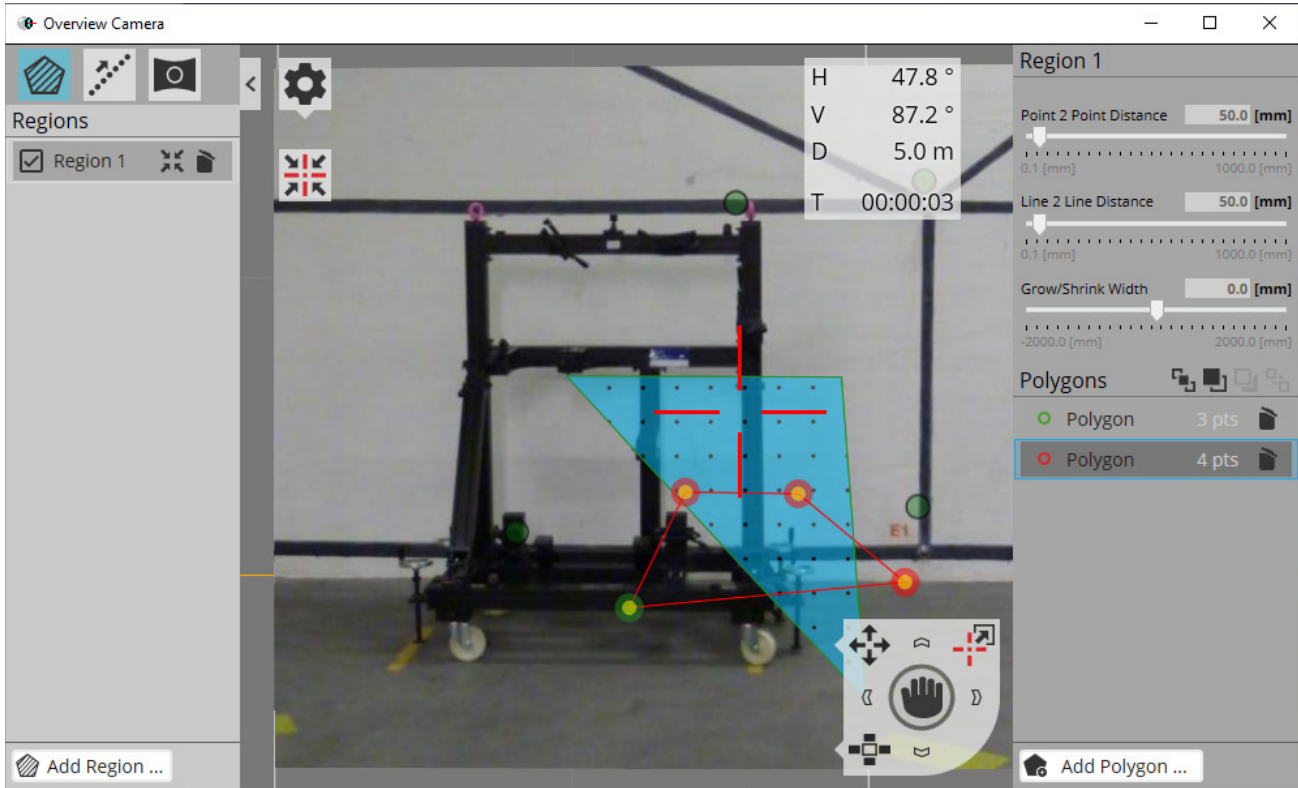 Overview Camera
Regions
Region 1
Add Region ...
H 47.8 °
V 87.2 °
D 5.0 m
T 00:00:03
E1
Region 1
Point 2 Point Distance 50.0 [mm]
0.1 [mm] 1000.0 [mm]
Line 2 Line Distance 50.0 [mm]
0.1 [mm] 1000.0 [mm]
Grow/Shrink Width 0.0 [mm]
-2000.0 [mm] 2000.0 [mm]
Polygons
Polygon 3 pts
Polygon 4 pts
Add Polygon ...